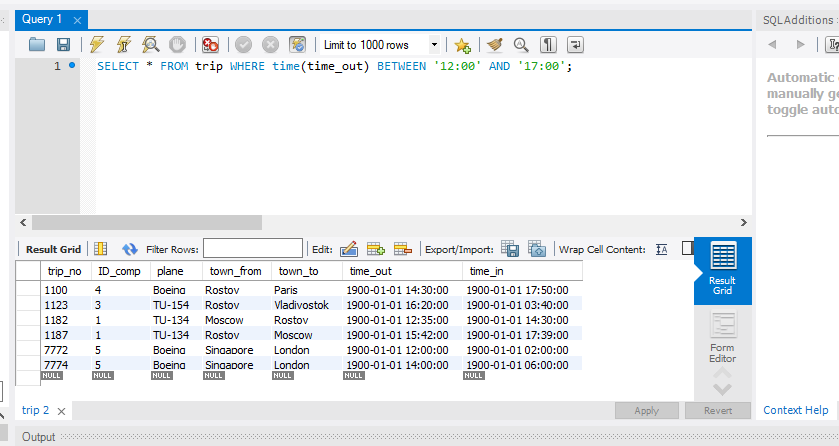 Query 1
SQLAdditions
Limit to 1000 rows
1 SELECT * FROM trip WHERE time(time_out) BETWEEN '12:00' AND '17:00';
Automatic
manually
toggle
Result Grid Filter Rows: Edit: Export/Import: Wrap Cell Content:
trip_no ID_comp plane town_from town_to time_out time_in
1100 4 Boeing Rostov Paris 1900-01-01 14:30:00 1900-01-01 17:50:00
1123 3 TU-154 Rostov Vladivostok 1900-01-01 16:20:00 1900-01-01 03:40:00
1182 1 TU-134 Moscow Rostov 1900-01-01 12:35:00 1900-01-01 14:30:00
1187 1 TU-134 Rostov Moscow 1900-01-01 15:42:00 1900-01-01 17:39:00
7772 5 Boeing Singapore London 1900-01-01 12:00:00 1900-01-01 02:00:00
7774 5 Boeing Singapore London 1900-01-01 14:00:00 1900-01-01 06:00:00
NULL NULL NULL NULL NULL NULL NULL
Result
Grid
Form
Editor
trip 2
Apply
Revert
Context Help
Output